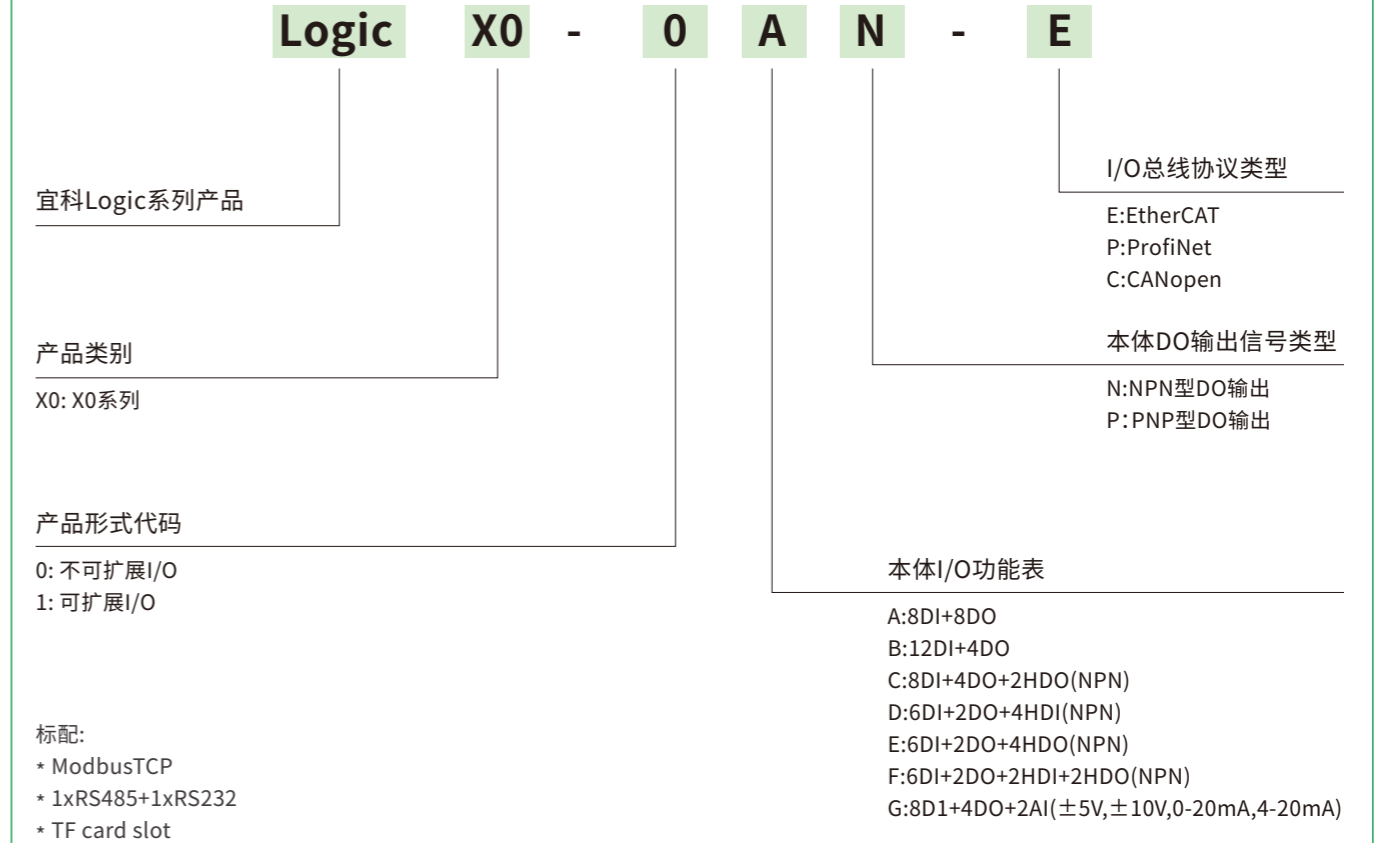 Logic X0 - 0 A N - E
宜科Logic系列产品
产品类别
X0: X0系列
产品形式代码
0: 不可扩展I/O
1: 可扩展I/O
标配:
* ModbusTCP
* 1xRS485+1xRS232
* TF card slot
I/O总线协议类型
E:EtherCAT
P:ProfiNet
C:CANopen
本体DO输出信号类型
N:NPN型DO输出
P：PNP型DO输出
本体I/O功能表
A:8DI+8DO
B:12DI+4DO
C:8DI+4DO+2HDO(NPN)
D:6DI+2DO+4HDI(NPN)
E:6DI+2DO+4HDO(NPN)
F:6DI+2DO+2HDI+2HDO(NPN)
G:8D1+4DO+2AI(±5V,±10V,0-20mA,4-20mA)